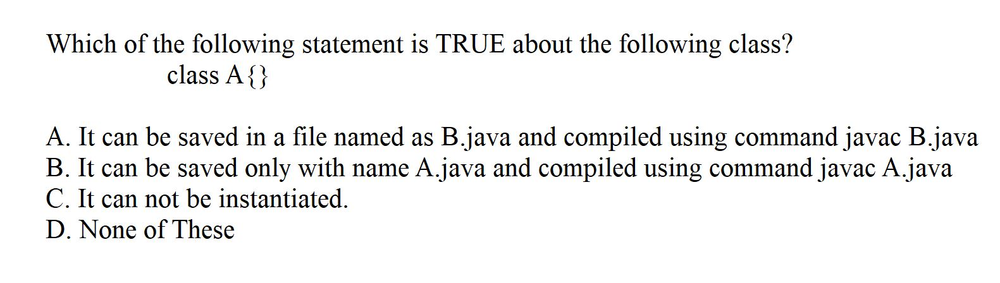 Which of the following statement is TRUE about the following class?
class A{}
A. It can be saved in a file named as B.java and compiled using command javac B.java
B. It can be saved only with name A.java and compiled using command javac A.java
C. It can not be instantiated.
D. None of These